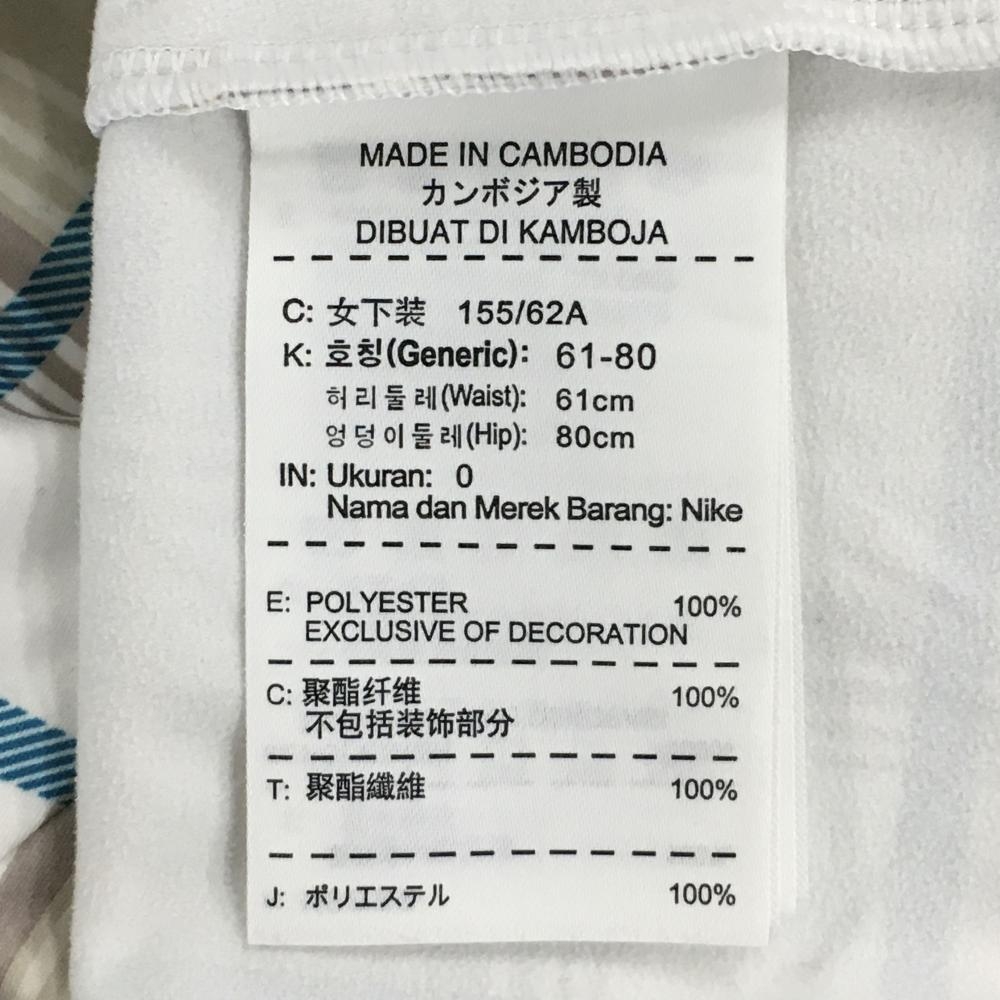 MADE IN CAMBODIA
カンボジア製
DIBUAT DI KAMBOJA
C: 女下装 155/62A
K: 호칭(Generic): 61-80
허리둘레(Waist): 61cm
엉덩이둘레(Hip): 80cm
IN: Ukuran: 0
Nama dan Merek Barang: Nike
E: POLYESTER 100%
EXCLUSIVE OF DECORATION
C: 聚酯纤维 100%
不包括装饰部分
T: 聚酯纖維 100%
J: ポリエステル 100%